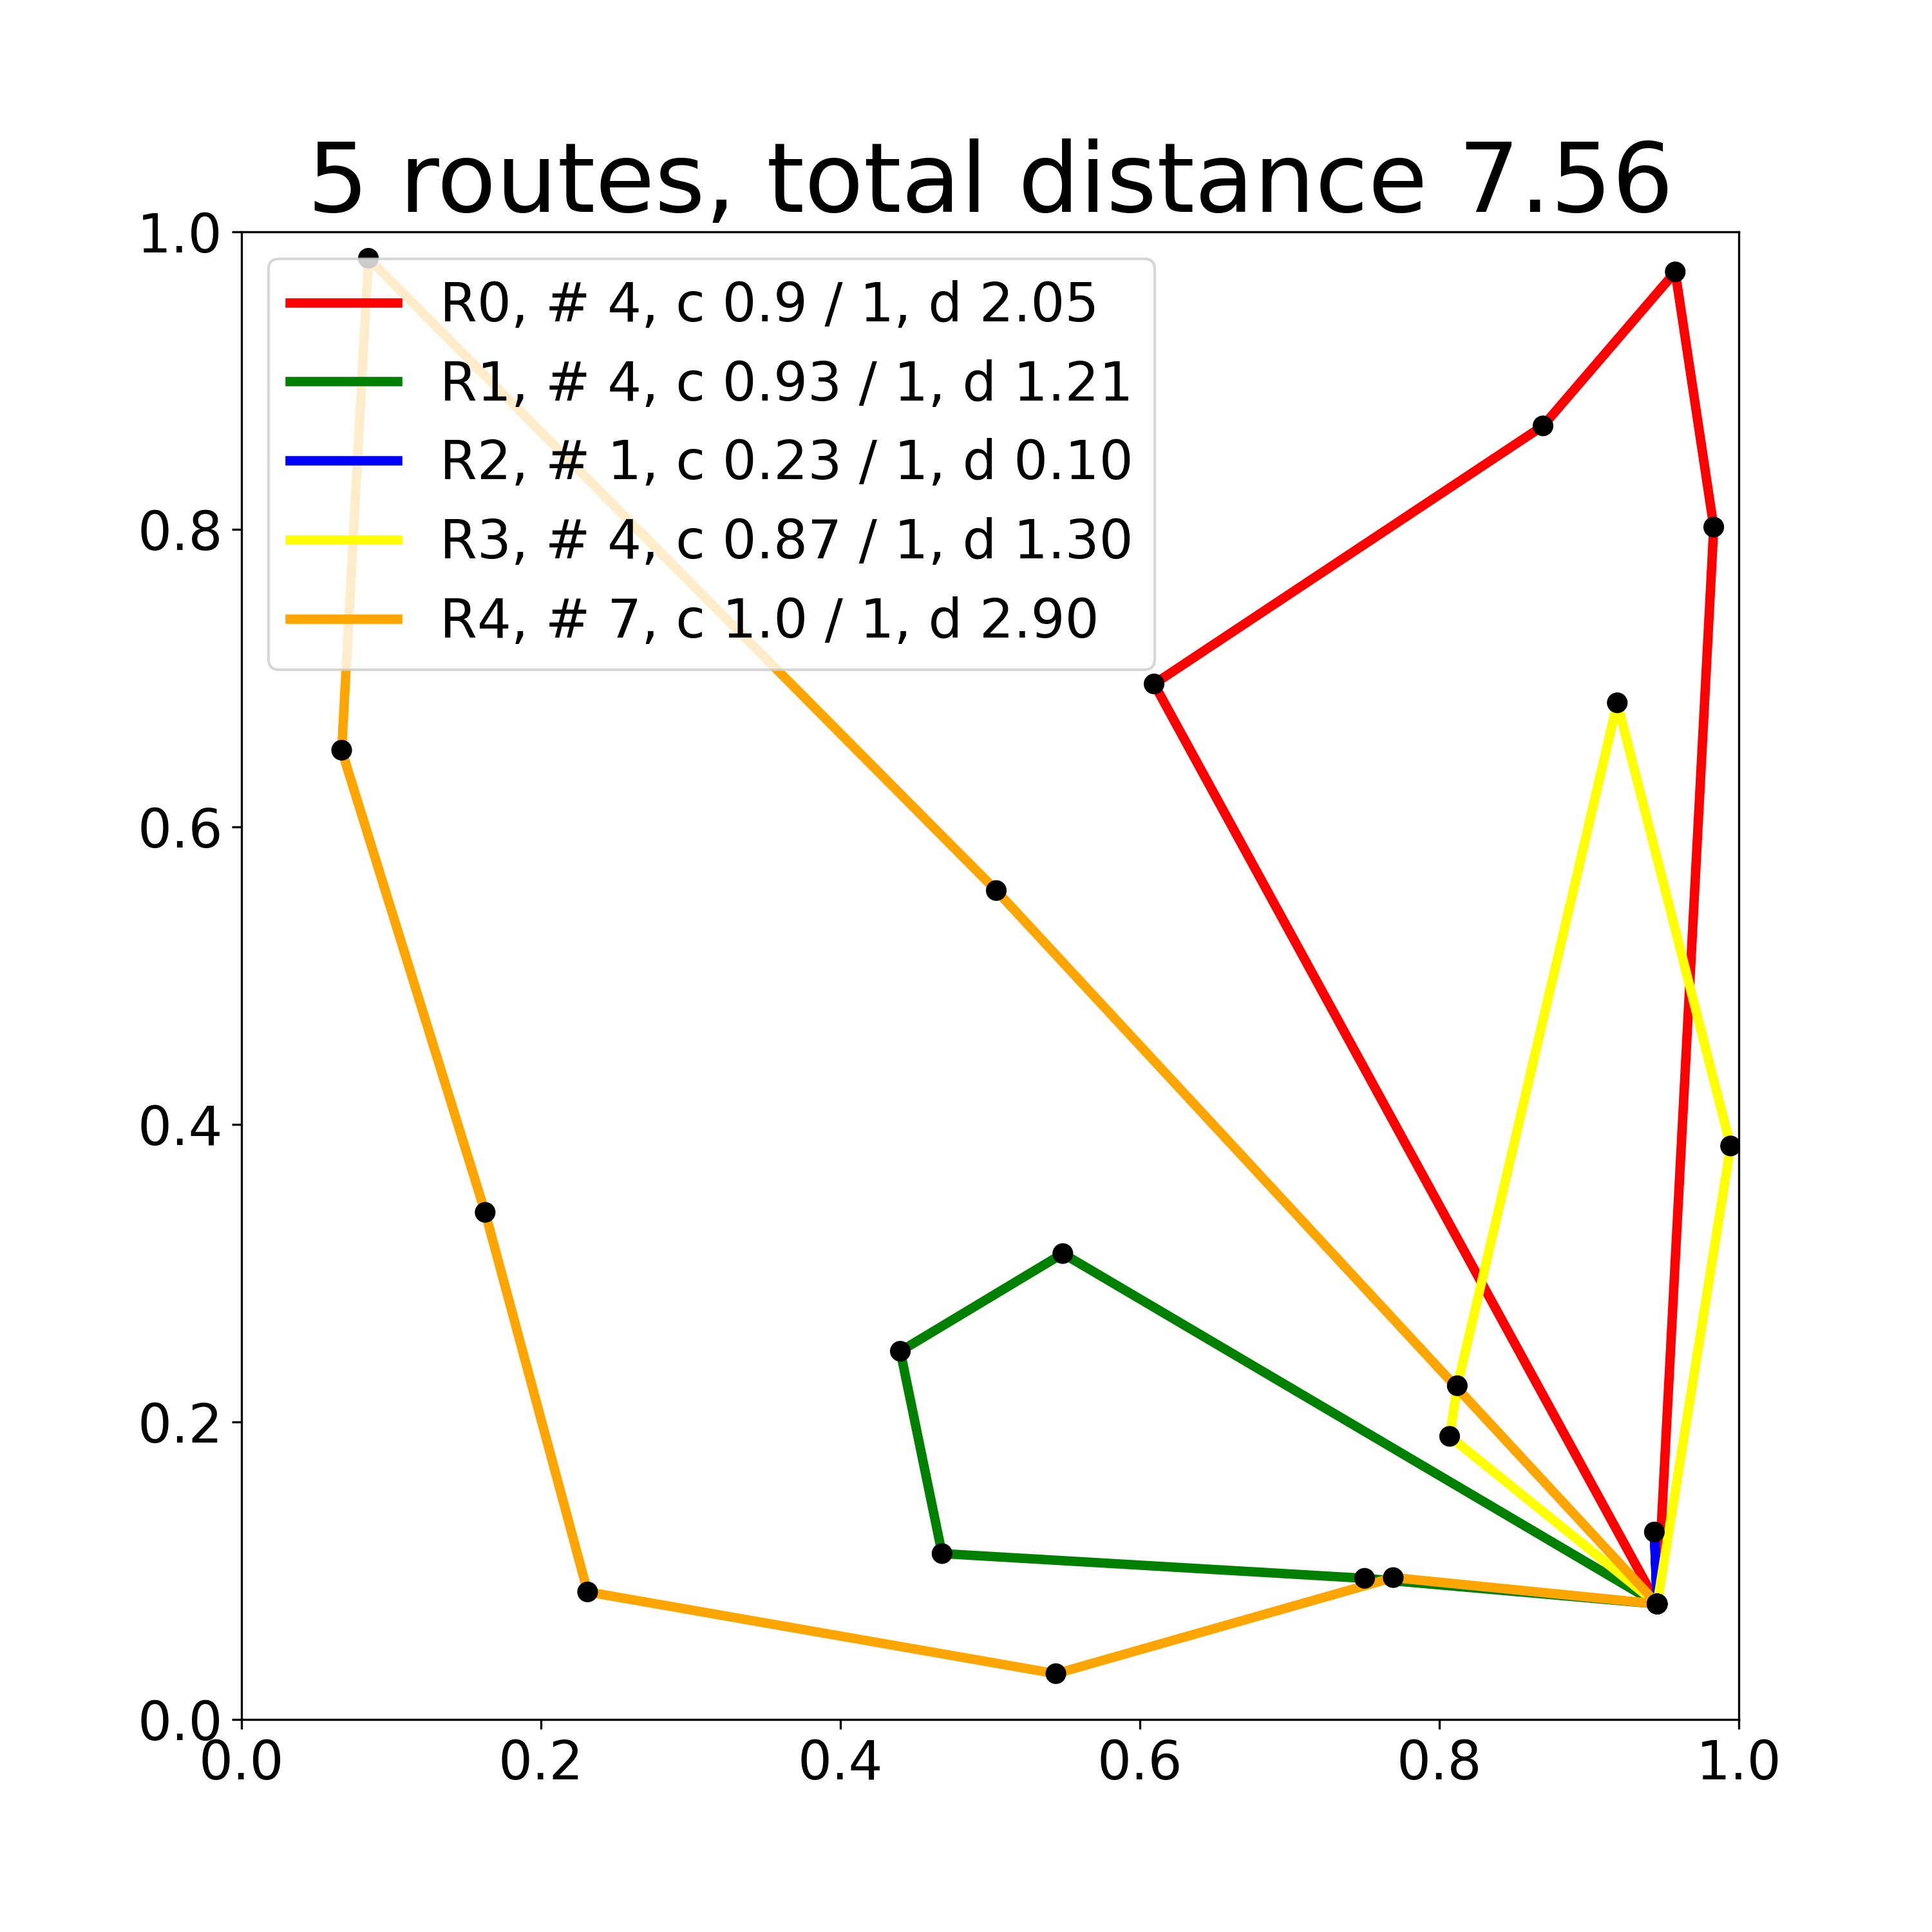 5 routes, total distance 7.56
1.0
R0, # 4, c 0.9 / 1, d 2.05
R1, # 4, c 0.93 / 1, d 1.21
R2, # 1, c 0.23 / 1, d 0.10
R3, # 4, c 0.87 / 1, d 1.30
R4, # 7, c 1.0 / 1, d 2.90
0.8
0.6
0.4
0.2
0.0
0.0 0.2 0.4 0.6 0.8 1.0